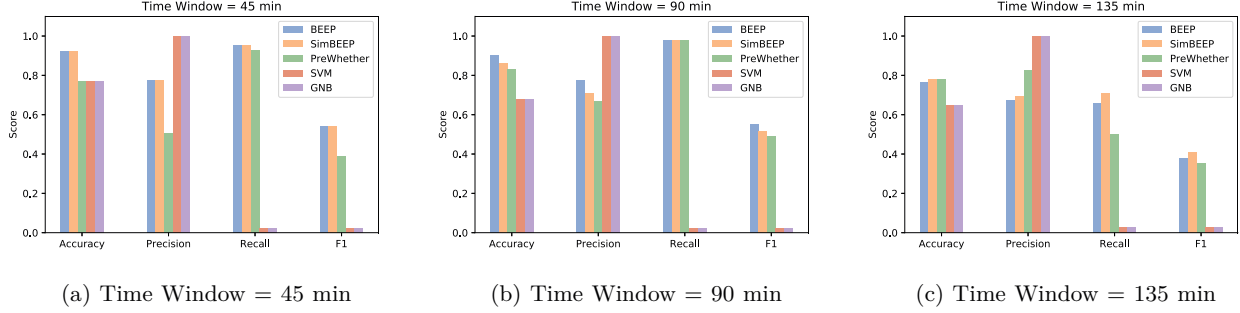 Time Window = 45 min
Score
1.0
0.8
0.6
0.4
0.2
0.0
BEEP
SimBEEP
PreWhether
SVM
GNB
Accuracy Precision Recall F1
(a) Time Window = 45 min
Time Window = 90 min
Score
1.0
0.8
0.6
0.4
0.2
0.0
BEEP
SimBEEP
PreWhether
SVM
GNB
Accuracy Precision Recall F1
(b) Time Window = 90 min
Time Window = 135 min
Score
1.0
0.8
0.6
0.4
0.2
0.0
BEEP
SimBEEP
PreWhether
SVM
GNB
Accuracy Precision Recall F1
(c) Time Window = 135 min